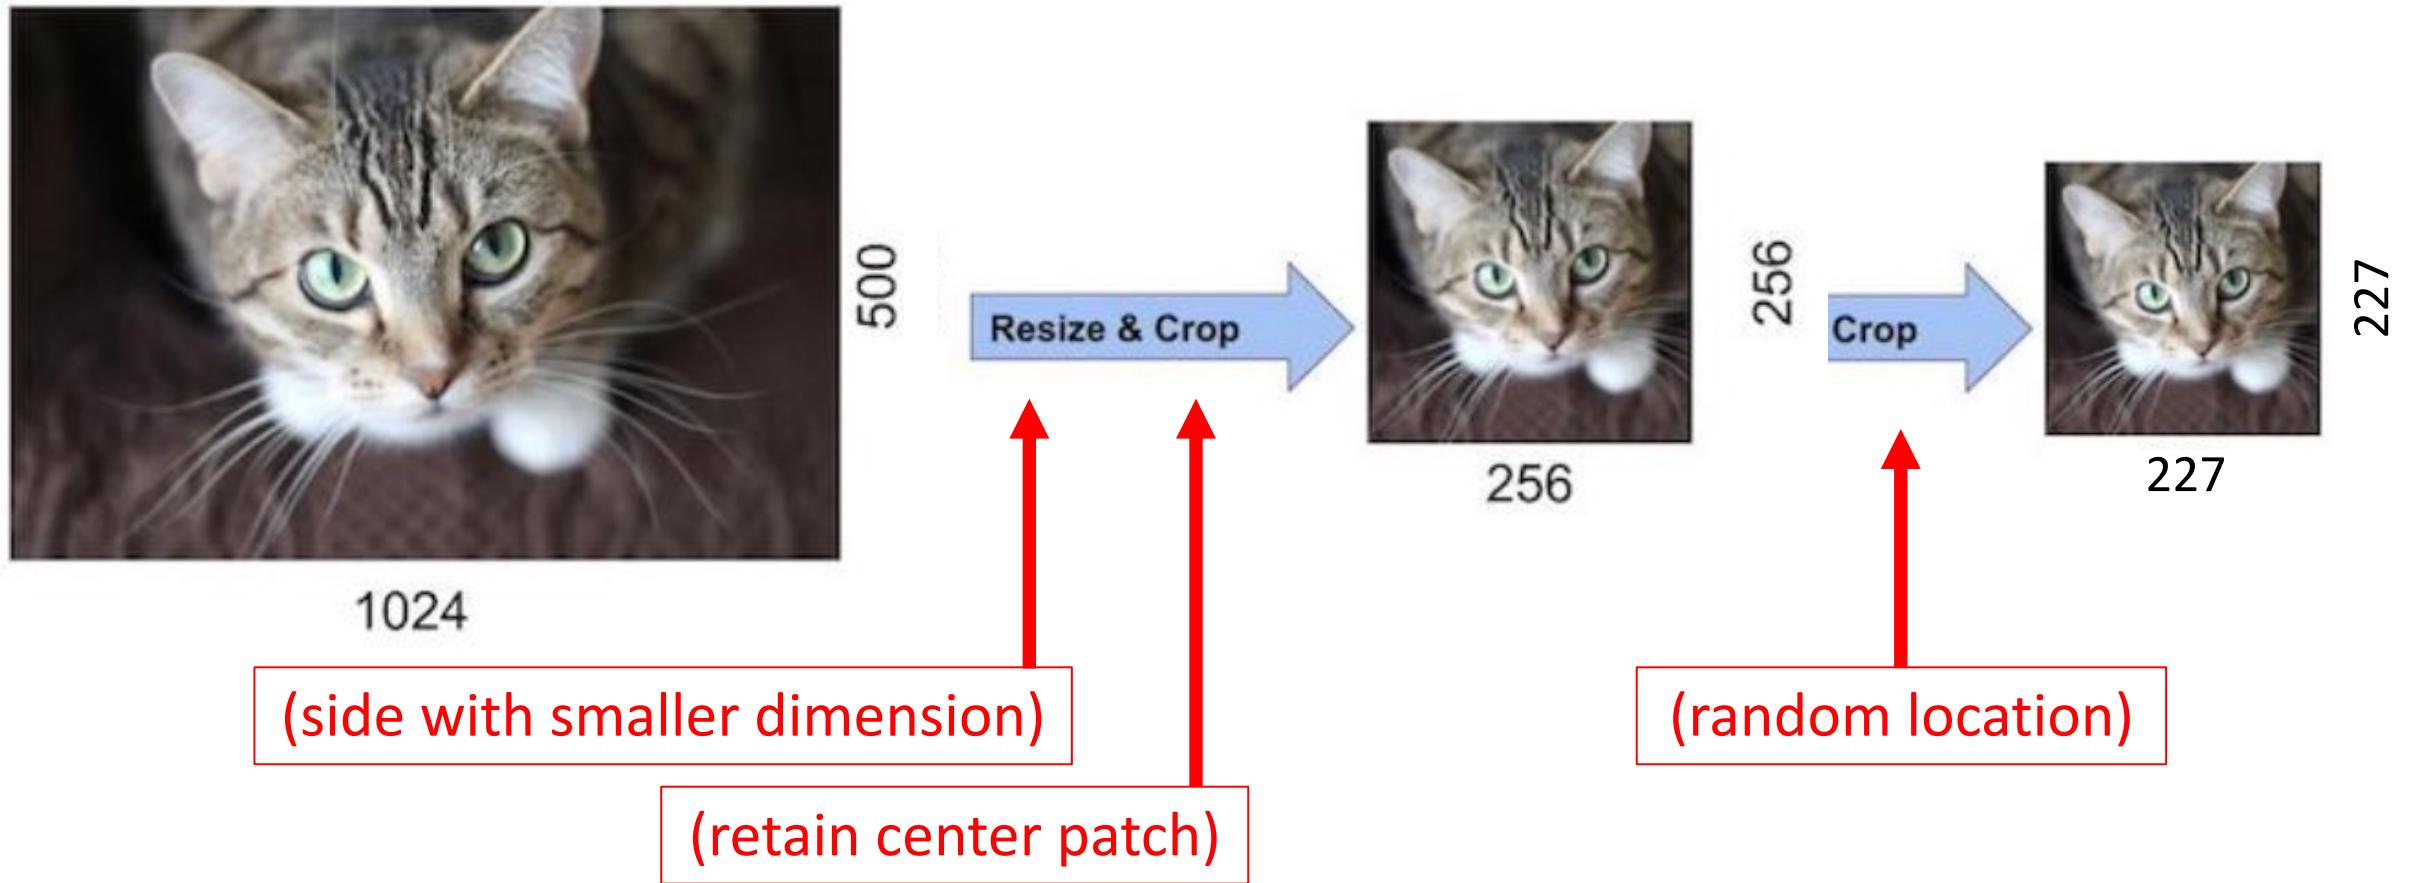 500
1024
Resize & Crop
256
256
Crop
227
227
(side with smaller dimension)
(retain center patch)
(random location)